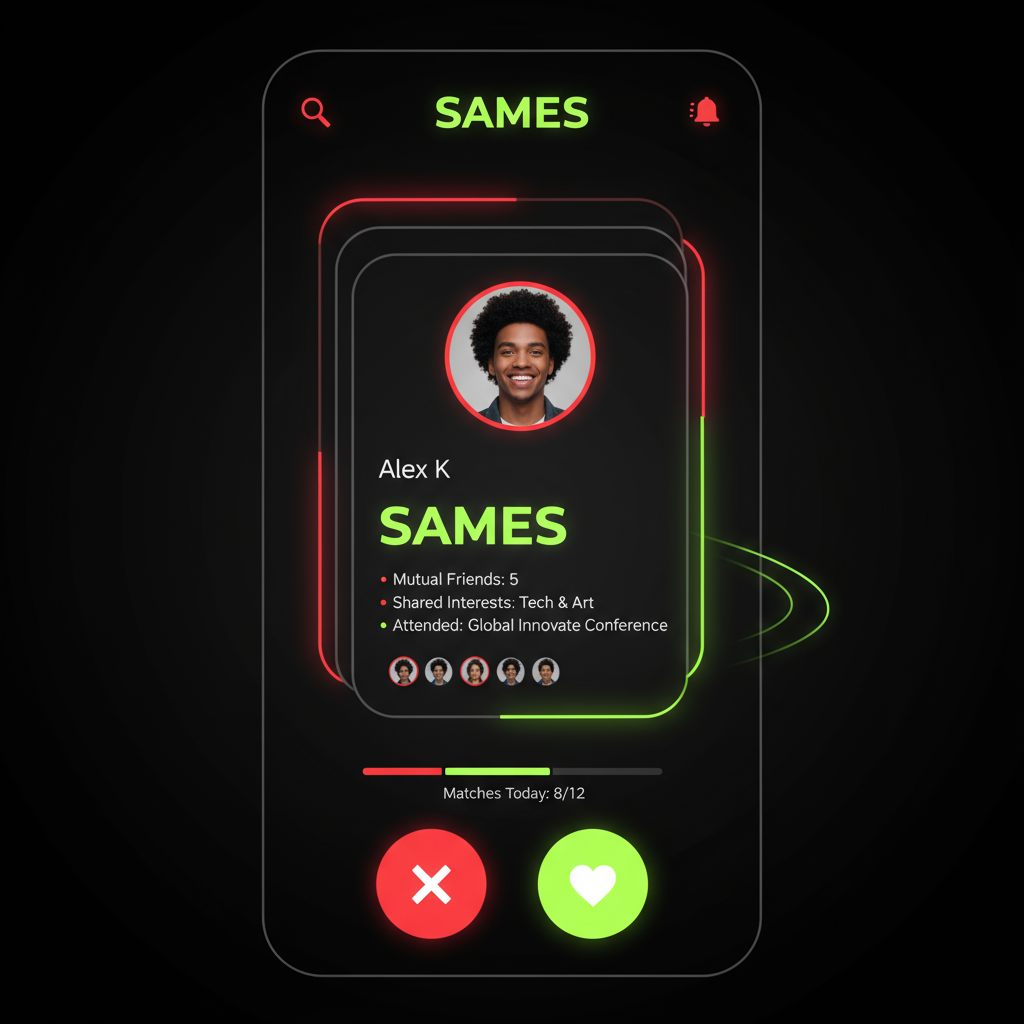 SAMES
Alex K
SAMES
• Mutual Friends: 5
• Shared Interests: Tech & Art
• Attended: Global Innovate Conference
Matches Today: 8/12